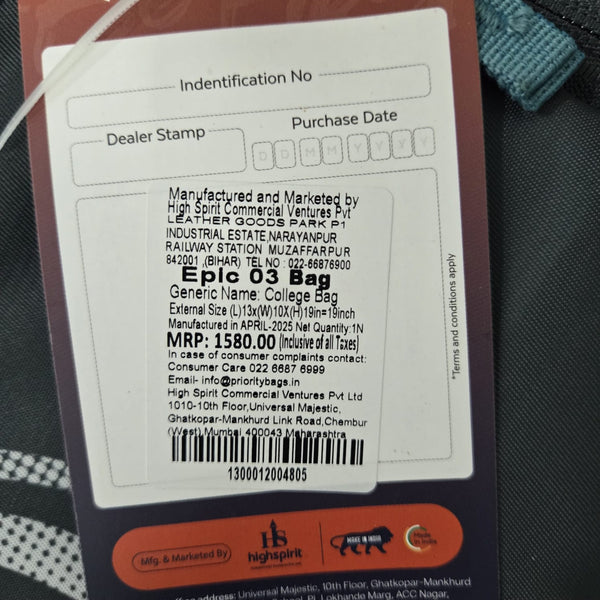 Indentification No
Dealer Stamp
Purchase Date
D D M M Y Y Y Y
Manufactured and Marketed by
High Spirit Commercial Ventures Pvt
LEATHER GOODS PARK P1
INDUSTRIAL ESTATE,NARAYANPUR
RAILWAY STATION MUZAFFARPUR
842001 ,(BIHAR) TEL NO : 022-66876900
Epic 03 Bag
Generic Name: College Bag
External Size (L)13x(W)10X(H)19in=19inch
Manufactured in APRIL-2025 Net Quantity:1N
MRP: 1580.00 (Inclusive of all Taxes)
In case of consumer complaints contact:
Consumer Care 022 6687 6999
Email- info@prioritybags.in
High Spirit Commercial Ventures Pvt Ltd
1010-10th Floor,Universal Majestic,
Ghatkopar-Mankhurd Link Road,Chembur
(West),Mumbai 400043 Maharashtra
1300012004805
*Terms and conditions apply
Mfg. & Marketed By
HS
highspirit
MAKE IN INDIA
Made in India
address: Universal Majestic, 10th Floor, Ghatkopar-Mankhurd
Lokhande Marg, ACC Nagar,